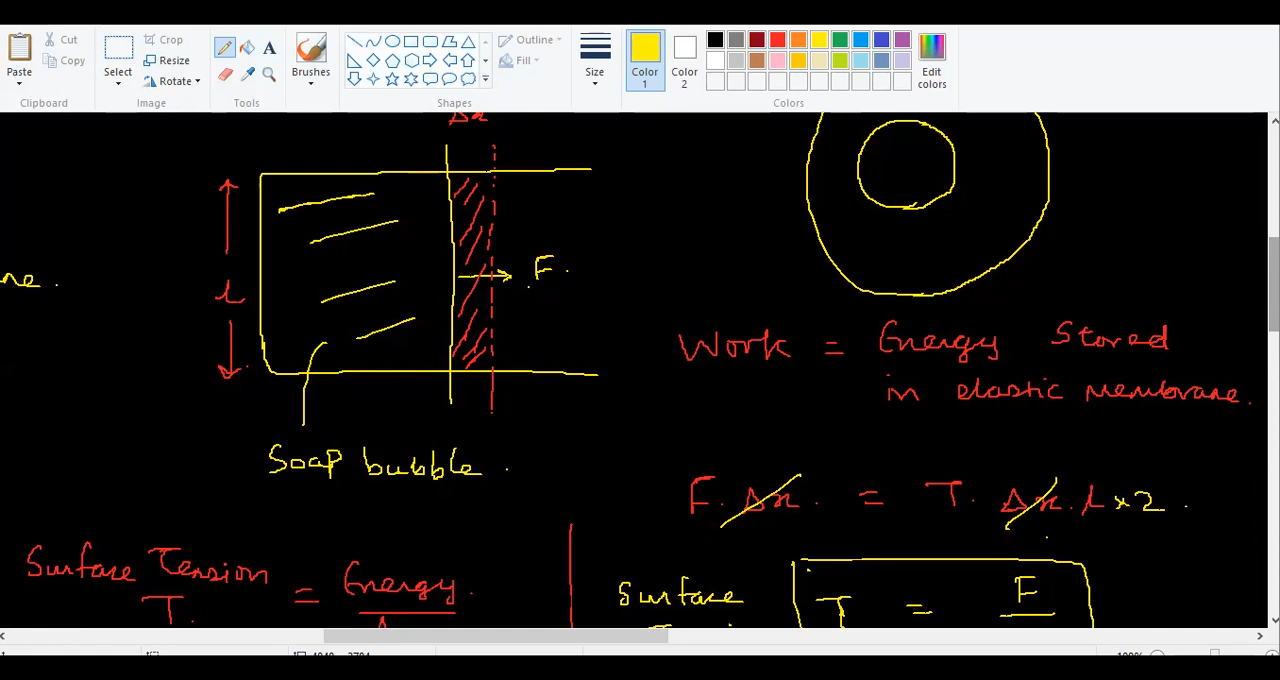 Paste
Cut
Copy
Clipboard
Select
Crop
Resize
Rotate
Image
A
Tools
Brushes
Outline
Fill
Shapes
Size
Color
1
Color
2
Edit
colors
Colors
Δx
l
F.
Soap bubble.
Work = Energy Stored
in elastic membrane.
F. Δx. = T. Δx. l x 2.
Surface Tension
T. = Energy.
Surface
T = F